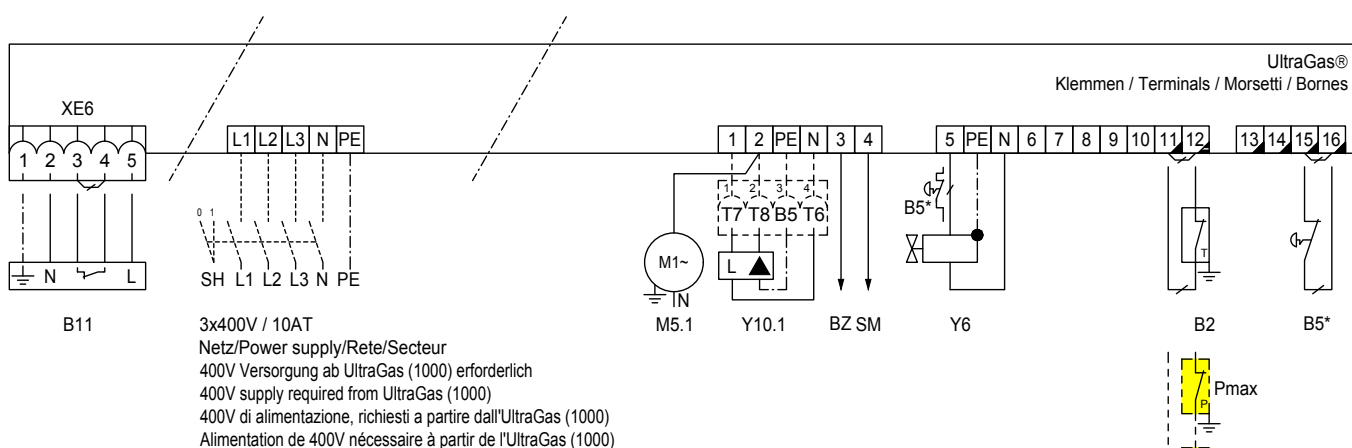 UltraGas®
Klemmen / Terminals / Morsetti / Bornes
XE6
L1 L2 L3 N PE
1 2 PE N 3 4
5 PE N 6 7 8 9 10 11 12
13 14 15 16
1 2 3 4 5
1 2 3 4
T7 T8 B5 T6
B5*
0 1
N L
SH L1 L2 L3 N PE
M1~
L
T
IN
B11
3x400V / 10AT
M5.1
Y10.1
BZ SM
Y6
B2
B5*
Netz/Power supply/Rete/Secteur
400V Versorgung ab UltraGas (1000) erforderlich
400V supply required from UltraGas (1000)
400V di alimentazione, richiesti a partire dall'UltraGas (1000)
Alimentation de 400V nécessaire à partir de l'UltraGas (1000)
Pmax
P